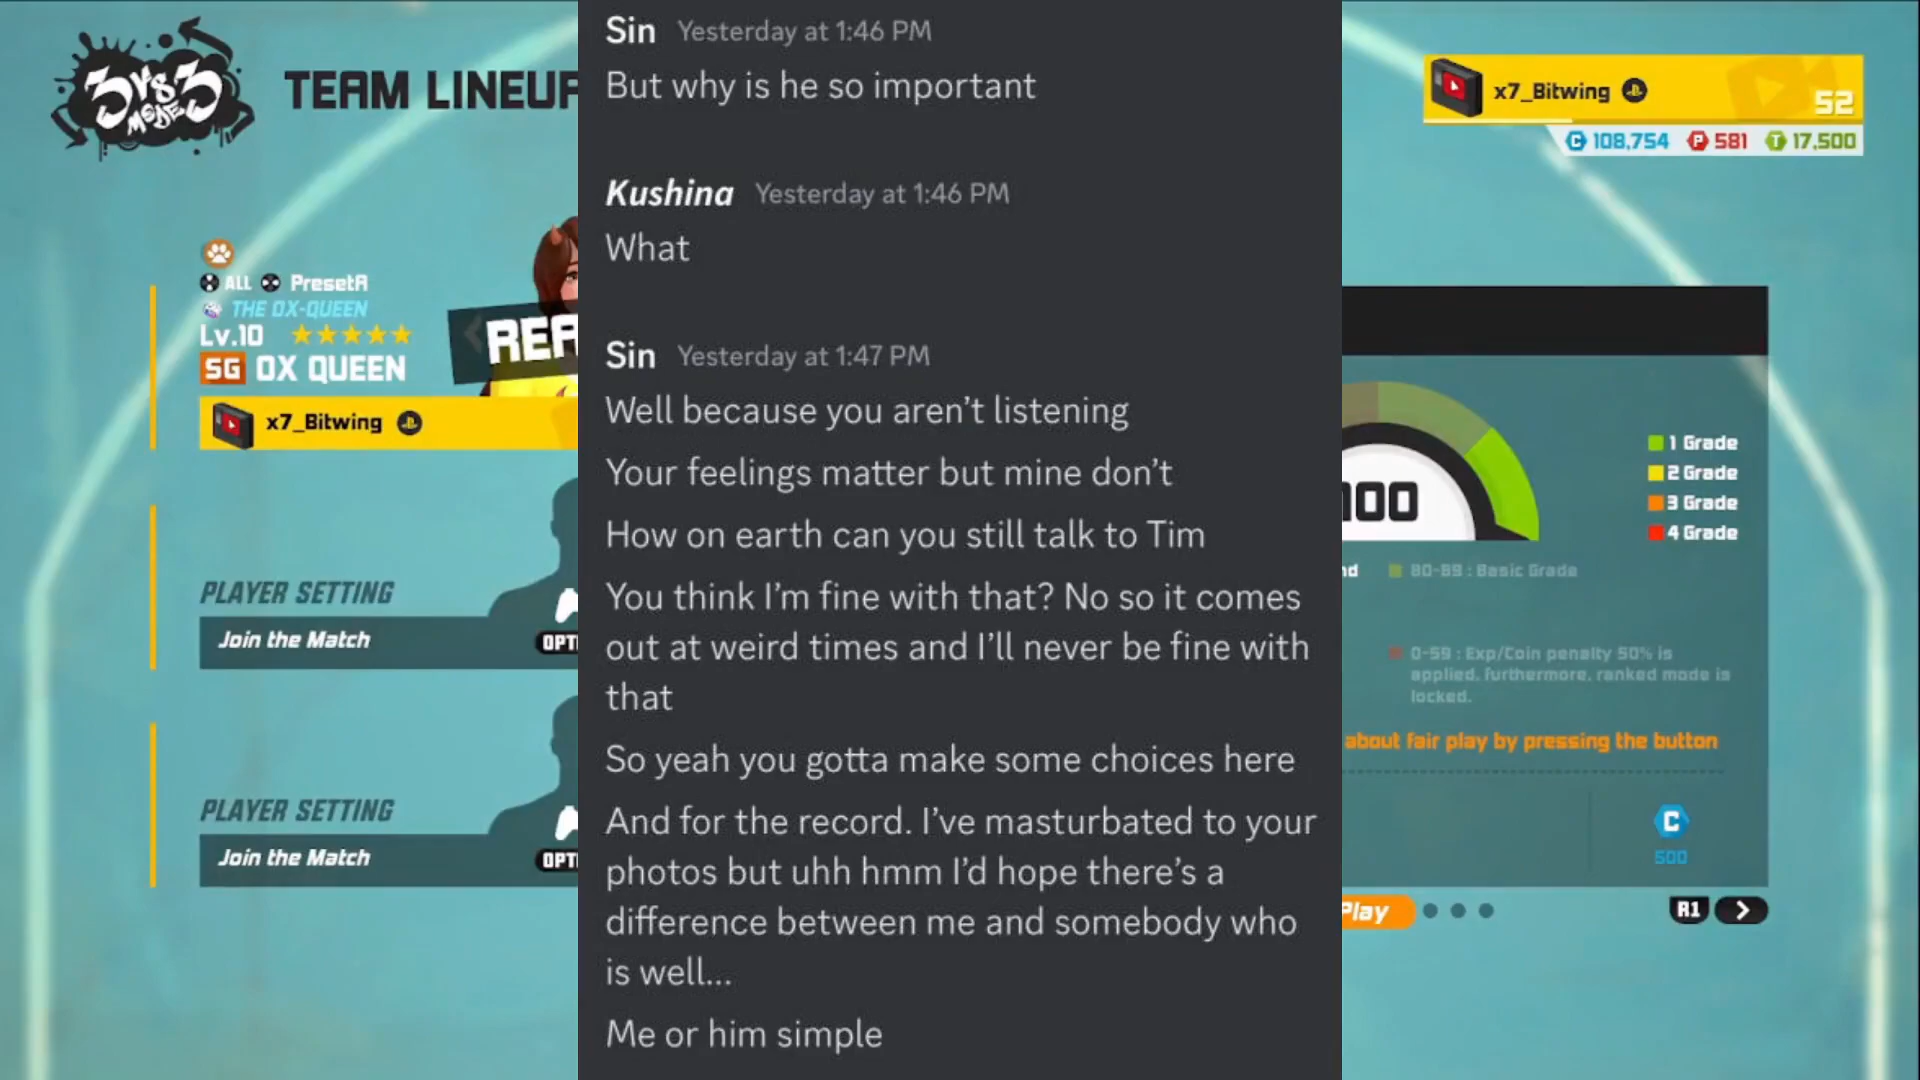 3 VS 3 MODE
TEAM LINEUP
ALL PresetA
THE OX-QUEEN
Lv.10
SG OX QUEEN
x7_Bitwing
PLAYER SETTING
Join the Match
PLAYER SETTING
Join the Match
Sin Yesterday at 1:46 PM
But why is he so important
Kushina Yesterday at 1:46 PM
What
Sin Yesterday at 1:47 PM
Well because you aren't listening
Your feelings matter but mine don't
How on earth can you still talk to Tim
You think I'm fine with that? No so it comes
out at weird times and I'll never be fine with
that
So yeah you gotta make some choices here
And for the record. I've masturbated to your
photos but uhh hmm I'd hope there's a
difference between me and somebody who
is well...
Me or him simple
x7_Bitwing
52
C 108,754 P 581 T 17,500
100
1 Grade
2 Grade
3 Grade
4 Grade
80-89 : Basic Grade
0-59 : Exp/Coin penalty 50% is
applied, furthermore, ranked mode is
locked.
about fair play by pressing the button
C
500
Play
R1